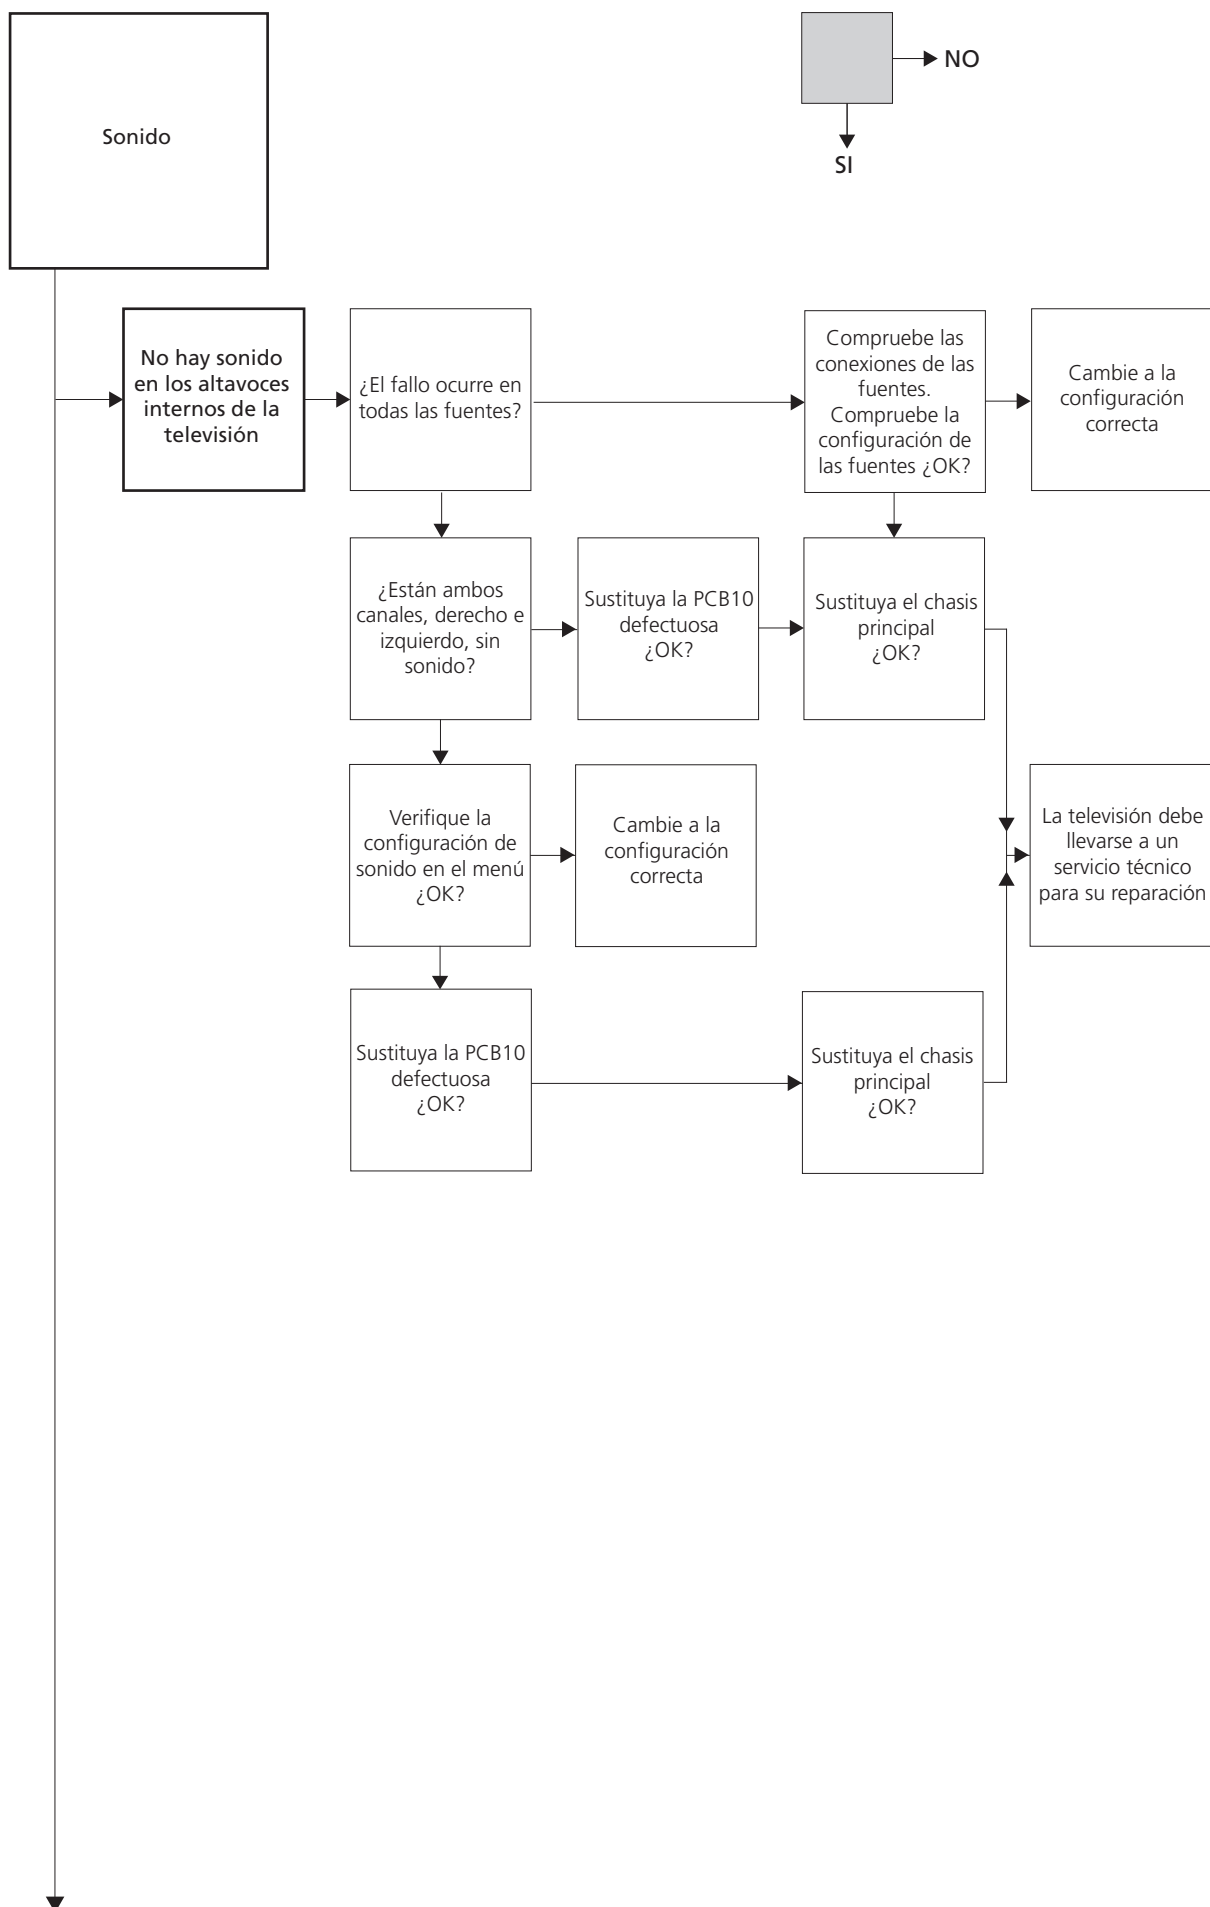 Sonido
NO
SI
No hay sonido
en los altavoces
internos de la
televisión
¿El fallo ocurre en
todas las fuentes?
Compruebe las
conexiones de las
fuentes.
Compruebe la
configuración de
las fuentes ¿OK?
Cambie a la
configuración
correcta
¿Están ambos
canales, derecho e
izquierdo, sin
sonido?
Sustituya la PCB10
defectuosa
¿OK?
Sustituya el chasis
principal
¿OK?
Verifique la
configuración de
sonido en el menú
¿OK?
Cambie a la
configuración
correcta
La televisión debe
llevarse a un
servicio técnico
para su reparación
Sustituya la PCB10
defectuosa
¿OK?
Sustituya el chasis
principal
¿OK?